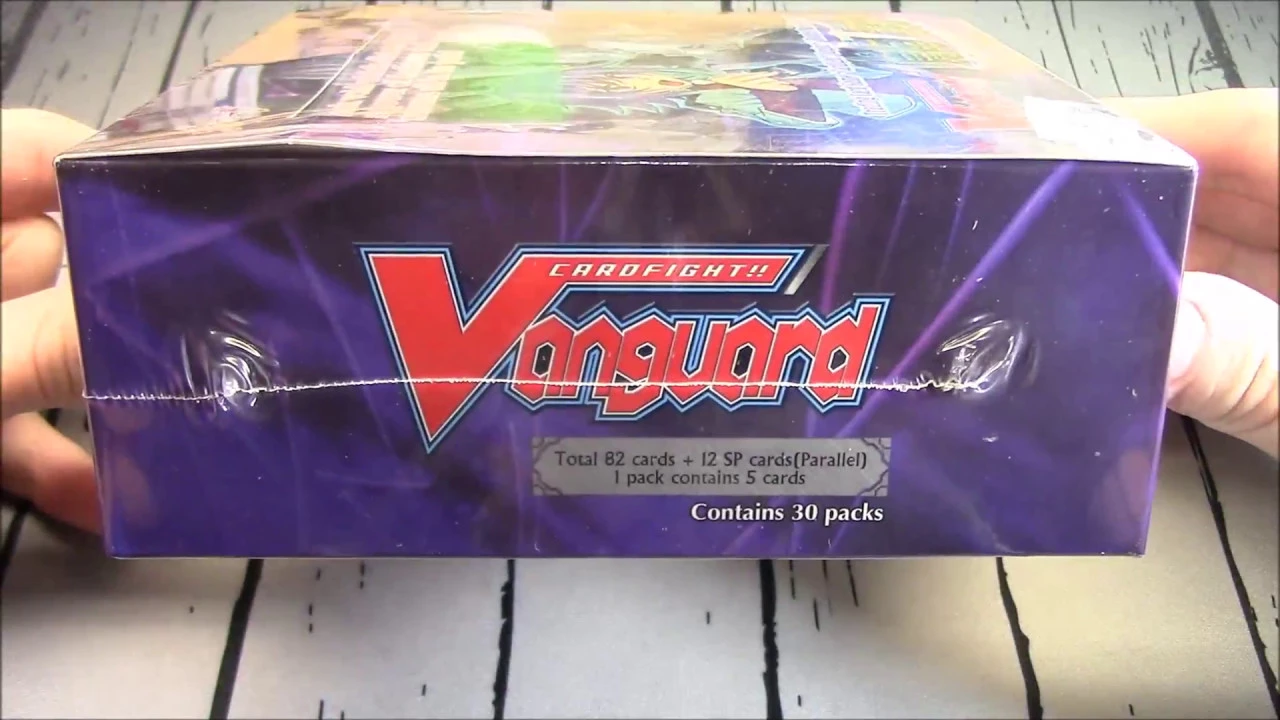 CARDFIGHT!!
Vanguard
Total 82 cards + 12 SP cards(Parallel)
1 pack contains 5 cards
Contains 30 packs